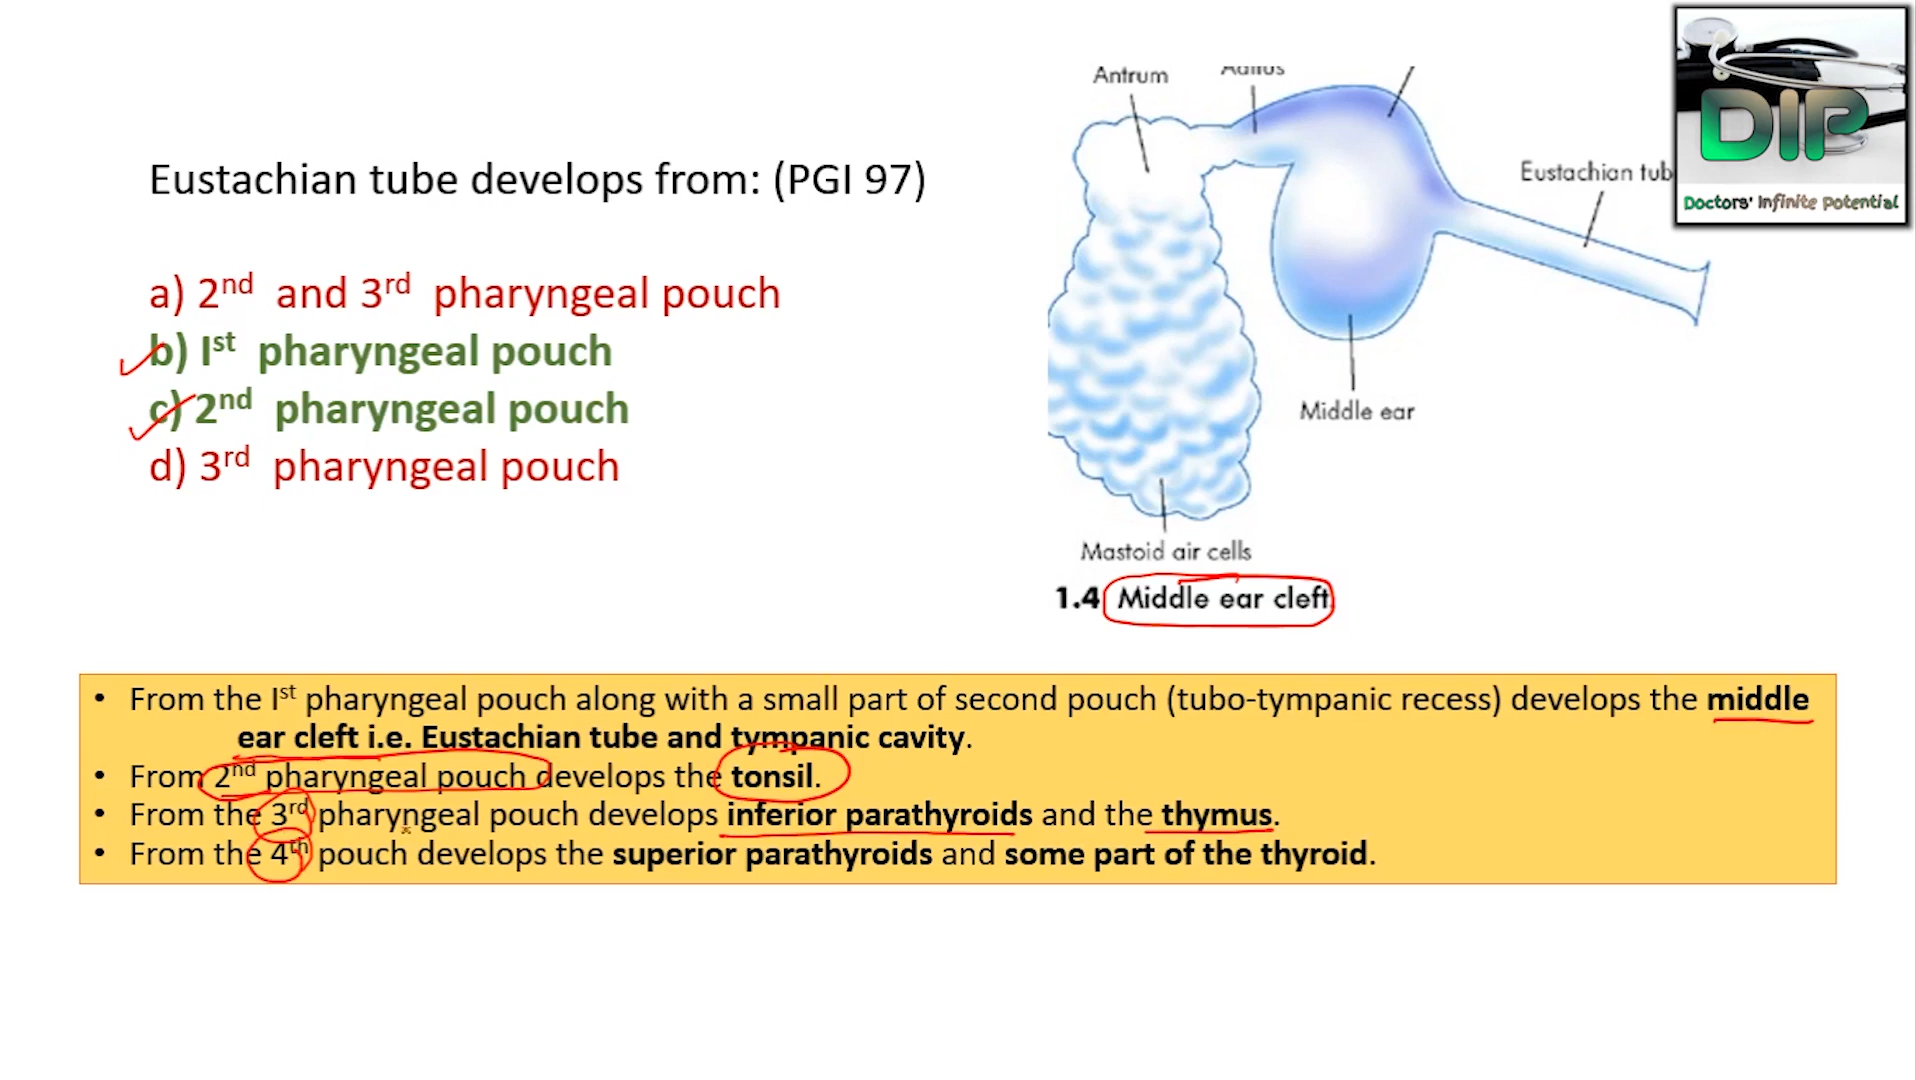 Antrum
Aditus
Eustachian tub
DIP
Doctors' Infinite Potential
Eustachian tube develops from: (PGI 97)
a) 2nd and 3rd pharyngeal pouch
b) Ist pharyngeal pouch
c) 2nd pharyngeal pouch
d) 3rd pharyngeal pouch
Middle ear
Mastoid air cells
1.4 Middle ear cleft.
• From the Ist pharyngeal pouch along with a small part of second pouch (tubo-tympanic recess) develops the middle
ear cleft i.e. Eustachian tube and tympanic cavity.
• From 2nd pharyngeal pouch develops the tonsil.
• From the 3rd pharyngeal pouch develops inferior parathyroids and the thymus.
• From the 4th pouch develops the superior parathyroids and some part of the thyroid.